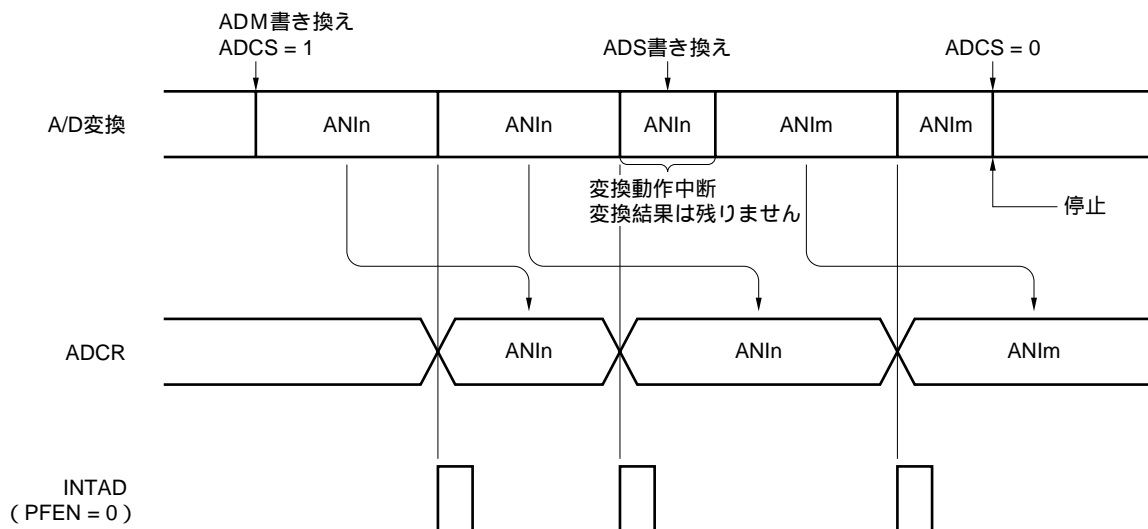 ADM書き換え
ADCS = 1
ADS書き換え
ADCS = 0
A/D変換
ANIn
ANIn
ANIn
ANIm
ANIm
変換動作中断
変換結果は残りません
停止
ADCR
ANIn
ANIn
ANIm
INTAD
( PFEN = 0 )